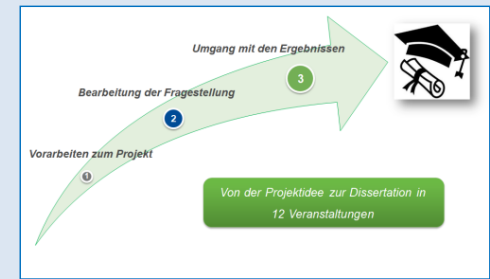 Umgang mit den Ergebnissen
3
Bearbeitung der Fragestellung
2
Vorarbeiten zum Projekt
1
Von der Projektidee zur Dissertation in
12 Veranstaltungen